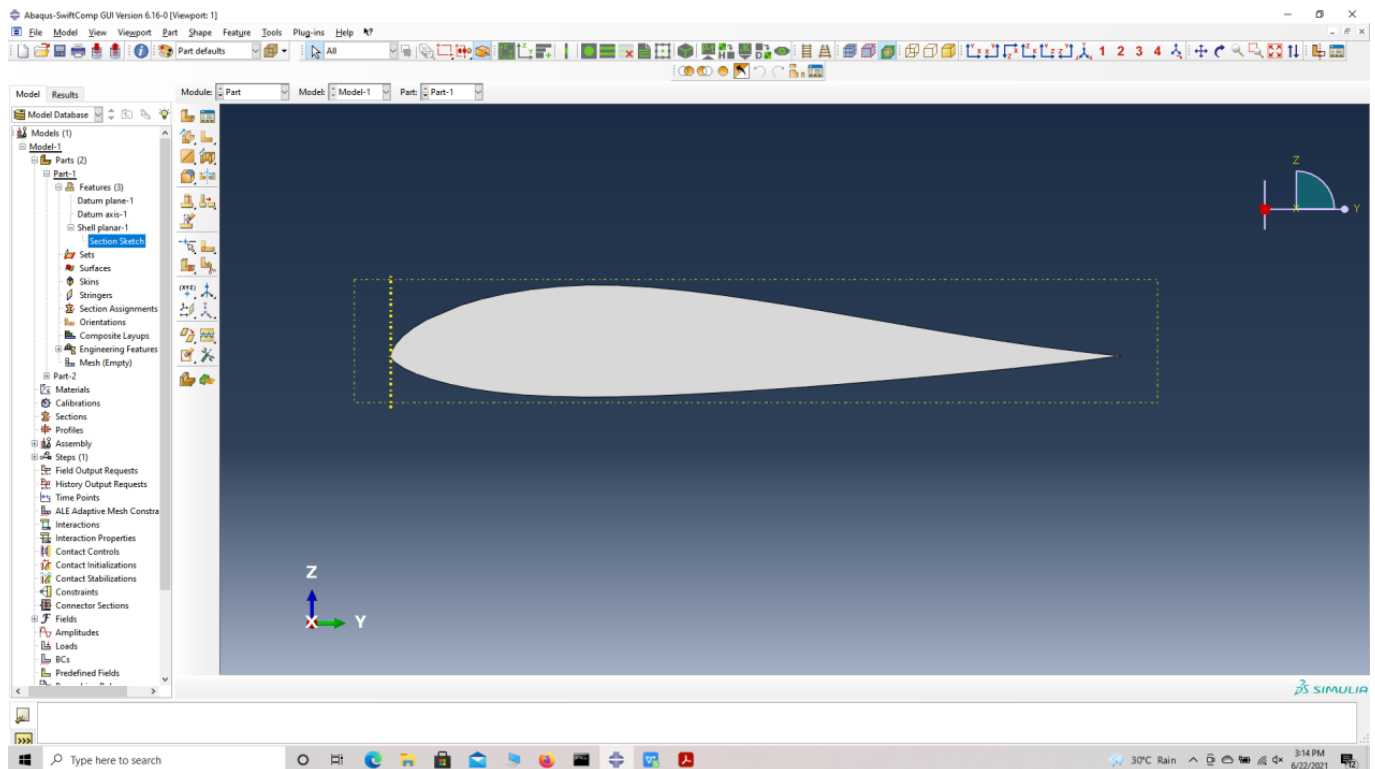 Abaqus-SwiftComp GUI Version 6.16-0 [Viewport: 1]
File Model View Viewport Part Shape Feature Tools Plug-ins Help
Part defaults All 1 2 3 4
Model Results Module: Part Model: Model-1 Part: Part-1
Model Database
Models (1)
Model-1
Parts (2)
Part-1
Features (3)
Datum plane-1
Datum axis-1
Shell planar-1
Section Sketch
Sets
Surfaces
Skins
Stringers
Section Assignments
Orientations
Composite Layups
Engineering Features
Mesh (Empty)
Part-2
Materials
Calibrations
Sections
Profiles
Assembly
Steps (1)
Field Output Requests
History Output Requests
Time Points
ALE Adaptive Mesh Constra
Interactions
Interaction Properties
Contact Controls
Contact Initializations
Contact Stabilizations
Constraints
Connector Sections
Fields
Amplitudes
Loads
BCs
Predefined Fields
(XYZ)
Z
X Y
Z
X Y
SIMULIA
Type here to search
30°C Rain
3:14 PM
6/22/2021